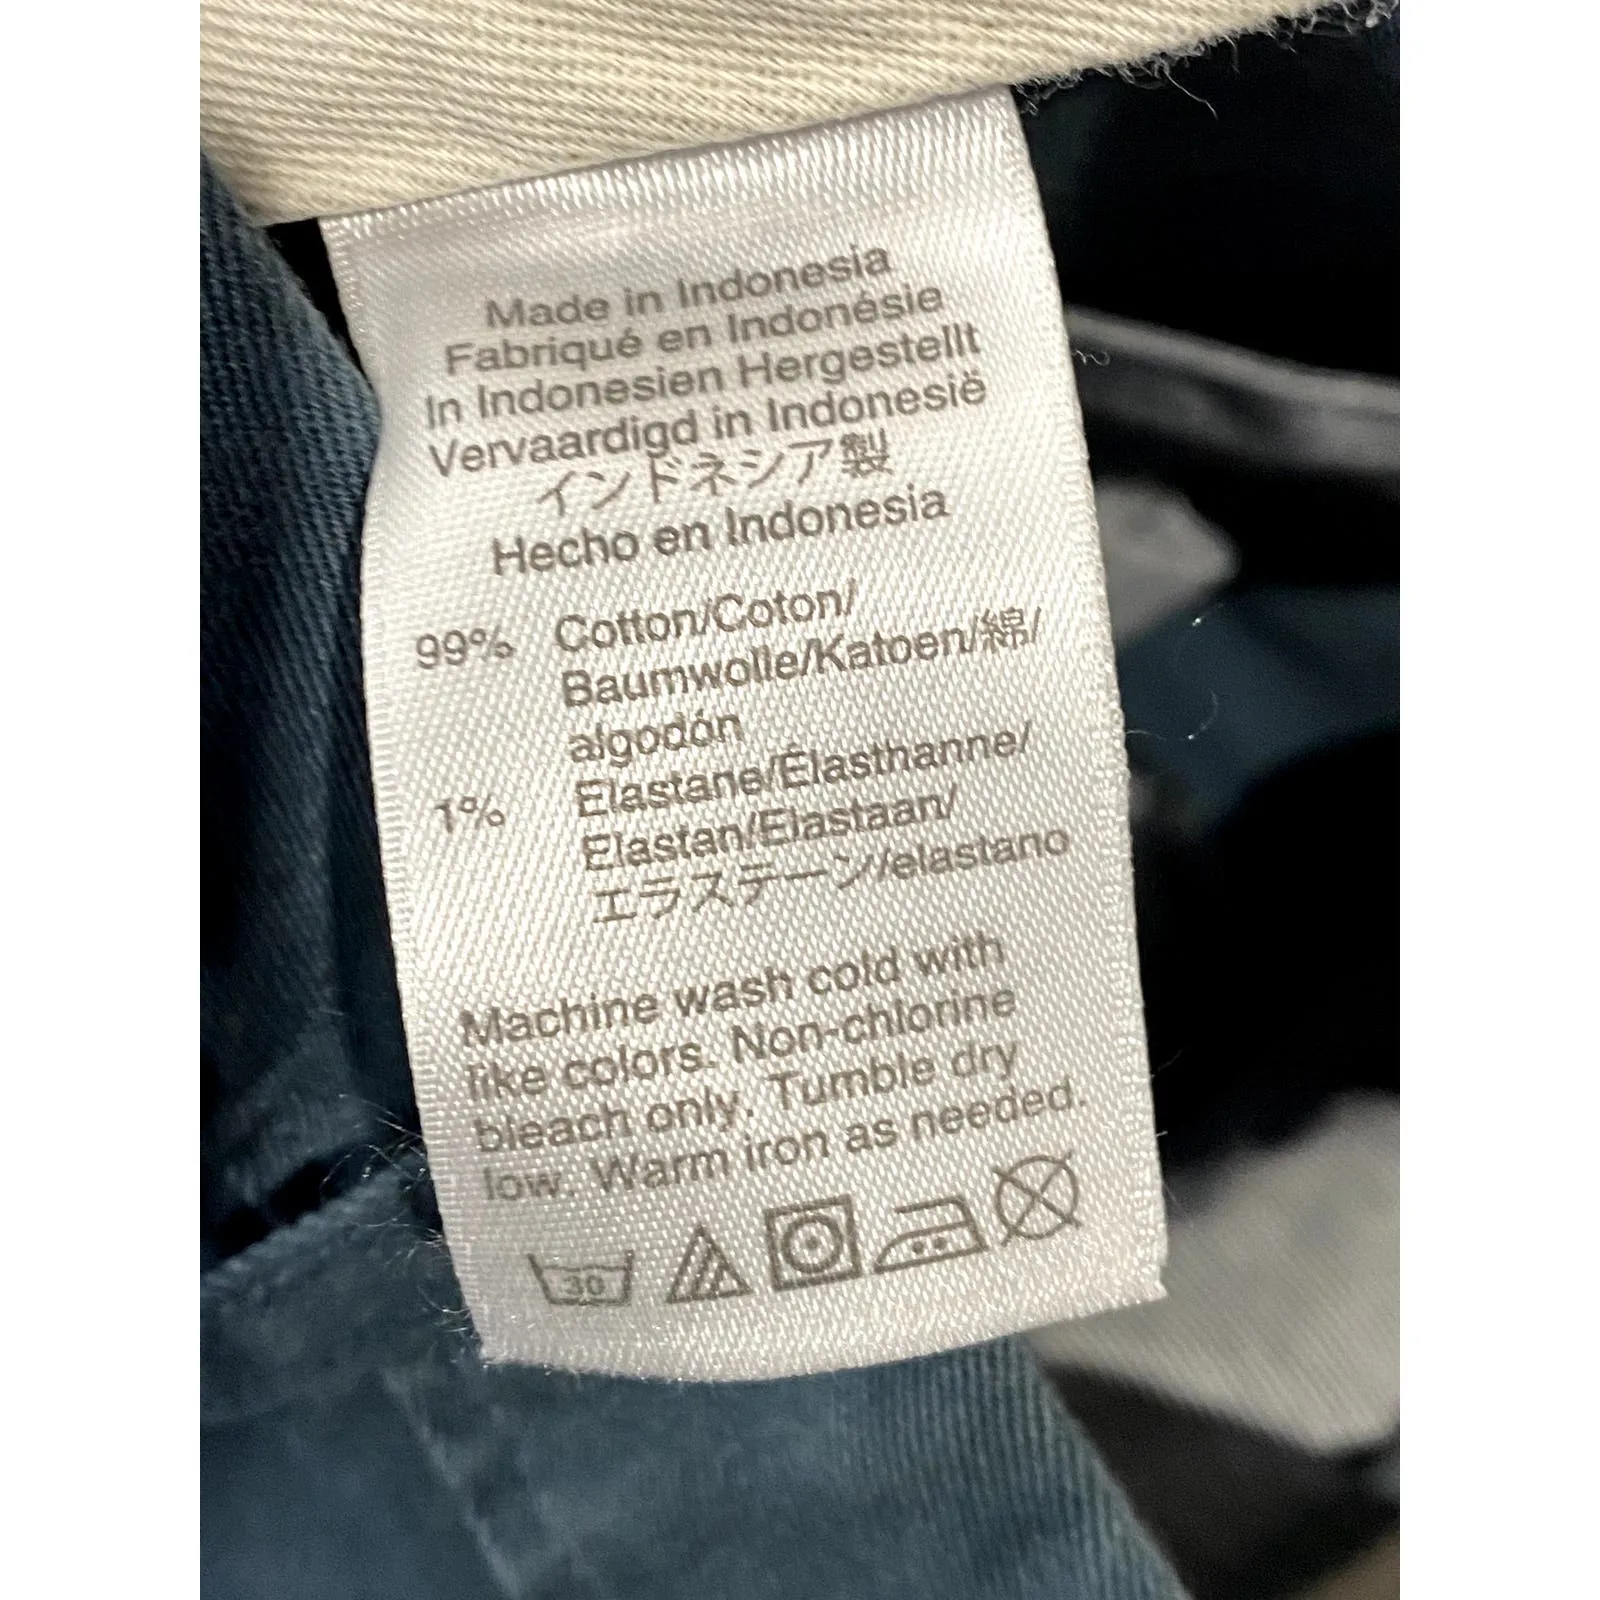 Made in Indonesia
Fabriqué en Indonésie
In Indonesien Hergestellt
Vervaardigd in Indonesië
インドネシア製
Hecho en Indonesia
99% Cotton/Coton/
Baumwolle/Katoen/綿/
algodón
1% Elastane/Élasthanne/
Elastan/Elastaan/
エラステーン/elastano
Machine wash cold with
like colors. Non-chlorine
bleach only. Tumble dry
low. Warm iron as needed.
30